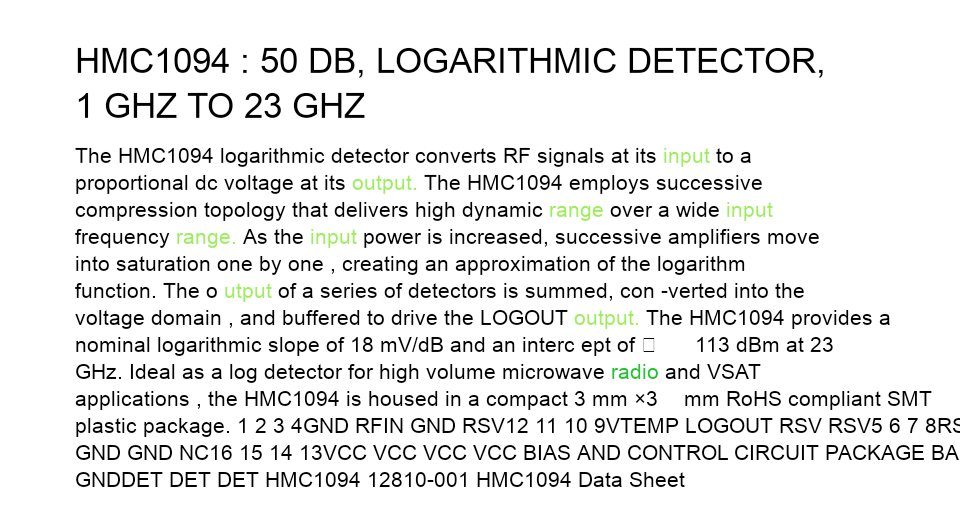 HMC1094 : 50 DB, LOGARITHMIC DETECTOR,
1 GHZ TO 23 GHZ
The HMC1094 logarithmic detector converts RF signals at its input to a
proportional dc voltage at its output. The HMC1094 employs successive
compression topology that delivers high dynamic range over a wide input
frequency range. As the input power is increased, successive amplifiers move
into saturation one by one , creating an approximation of the logarithm
function. The o utput of a series of detectors is summed, con -verted into the
voltage domain , and buffered to drive the LOGOUT output. The HMC1094 provides a
nominal logarithmic slope of 18 mV/dB and an interc ept of □ 113 dBm at 23
GHz. Ideal as a log detector for high volume microwave radio and VSAT
applications , the HMC1094 is housed in a compact 3 mm ×3 mm RoHS compliant SMT
plastic package. 1 2 3 4GND RFIN GND RSV12 11 10 9VTEMP LOGOUT RSV RSV5 6 7 8RS
GND GND NC16 15 14 13VCC VCC VCC VCC BIAS AND CONTROL CIRCUIT PACKAGE BA
GNDDET DET DET HMC1094 12810-001 HMC1094 Data Sheet